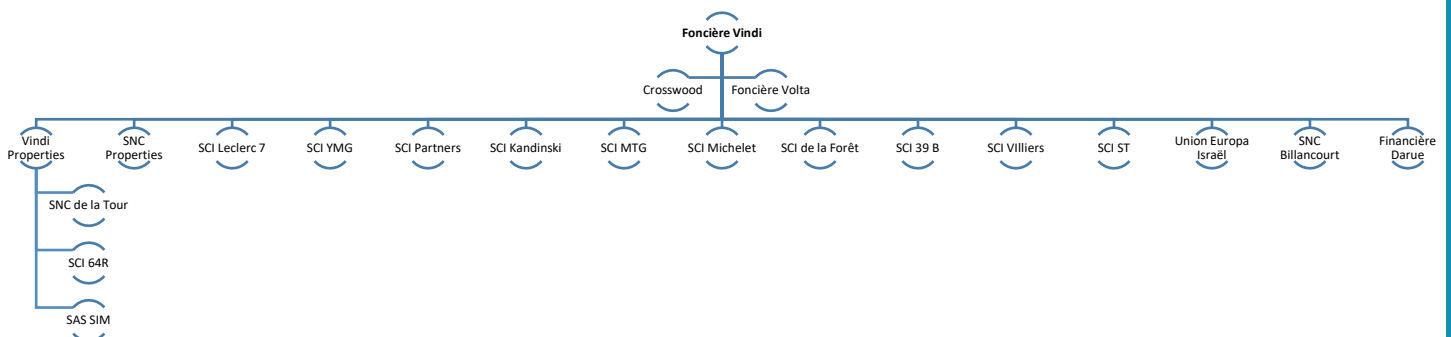 Foncière Vindi
Crosswood
Foncière Volta
Vindi
Properties
SNC
Properties
SCI Leclerc 7
SCI YMG
SCI Partners
SCI Kandinski
SCI MTG
SCI Michelet
SCI de la Forêt
SCI 39 B
SCI VIlliers
SCI ST
Union Europa
Israël
SNC
Billancourt
Financière
Darue
SNC de la Tour
SCI 64R
SAS SIM